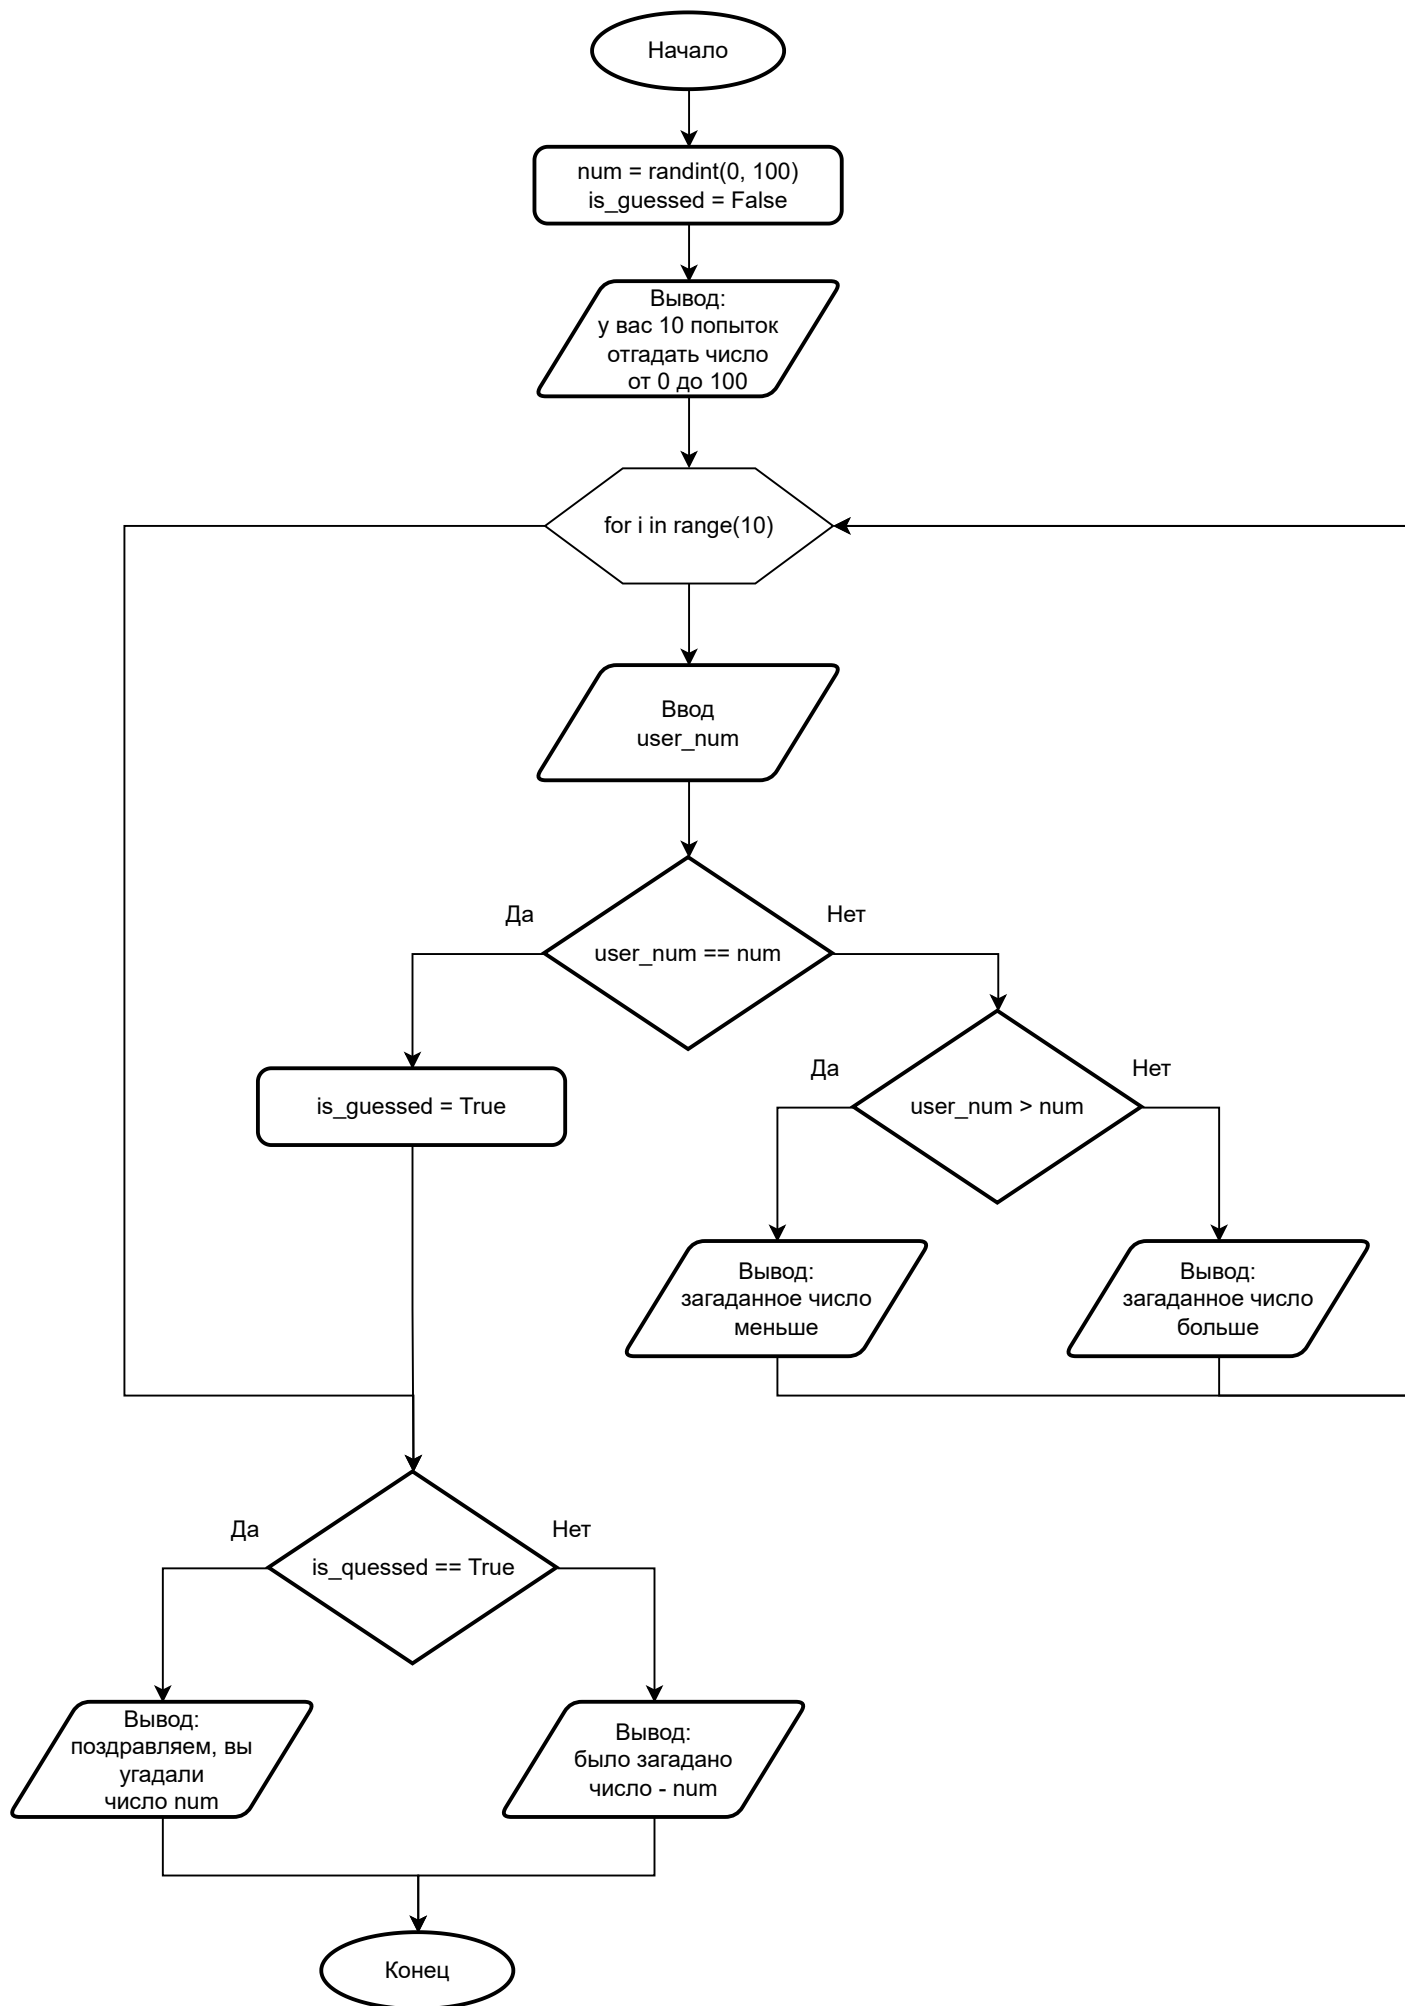 Начало
num = randint(0, 100)
is_guessed = False
Вывод:
у вас 10 попыток
отгадать число
от 0 до 100
for i in range(10)
Ввод
user_num
Да
Нет
user_num == num
Да
Нет
is_guessed = True
user_num > num
Вывод:
загаданное число
меньше
Вывод:
загаданное число
больше
Да
Нет
is_quessed == True
Вывод:
поздравляем, вы
угадали
число num
Вывод:
было загадано
число - num
Конец